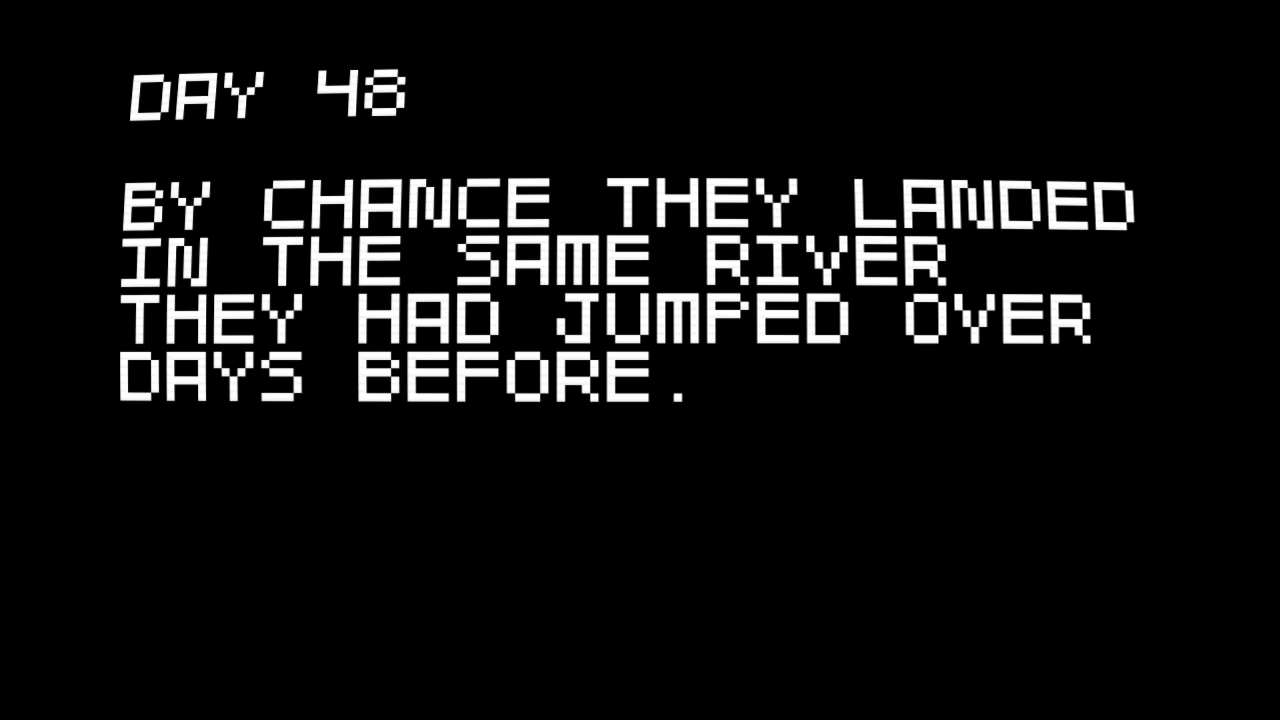 DAY 48
BY CHANCE THEY LANDED
IN THE SAME RIVER
THEY HAD JUMPED OVER
DAYS BEFORE.